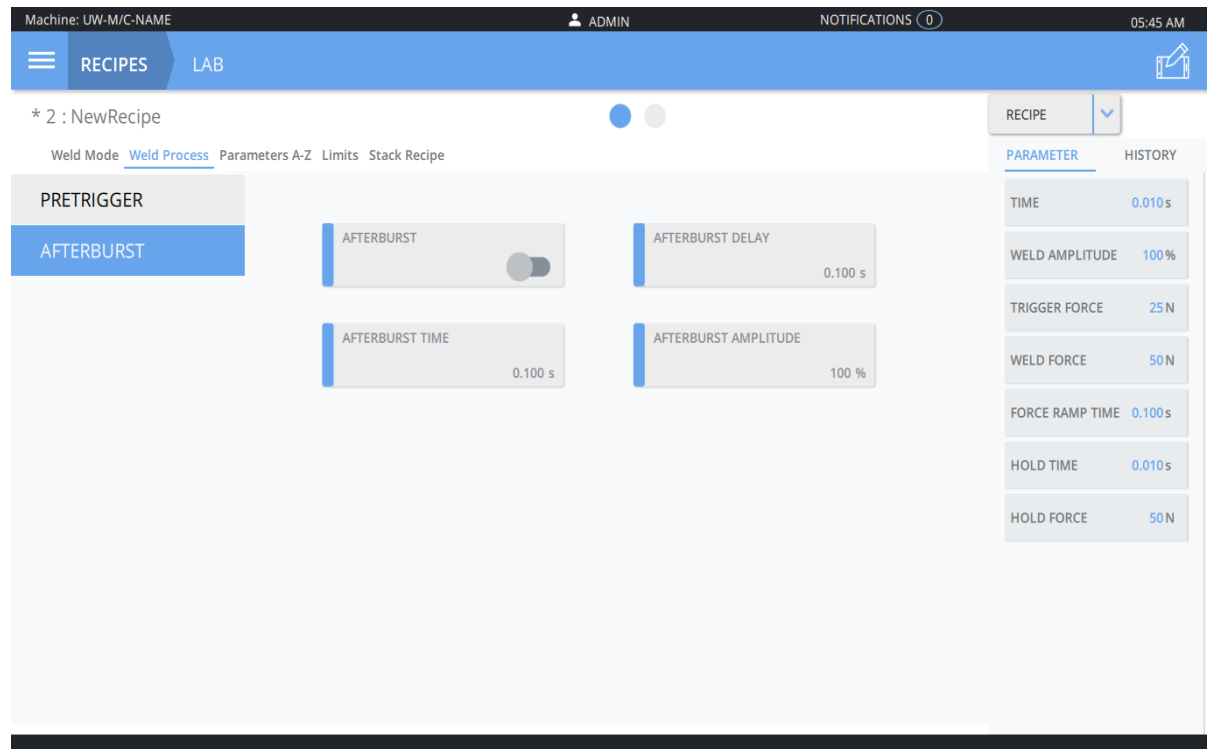 Machine: UW-M/C-NAME ADMIN NOTIFICATIONS 0 05:45 AM
RECIPES LAB
* 2 : NewRecipe
RECIPE
Weld Mode Weld Process Parameters A-Z Limits Stack Recipe
PARAMETER HISTORY
PRETRIGGER
AFTERBURST
AFTERBURST
AFTERBURST DELAY
0.100 s
AFTERBURST TIME
0.100 s
AFTERBURST AMPLITUDE
100 %
TIME 0.010 s
WELD AMPLITUDE 100 %
TRIGGER FORCE 25 N
WELD FORCE 50 N
FORCE RAMP TIME 0.100 s
HOLD TIME 0.010 s
HOLD FORCE 50 N